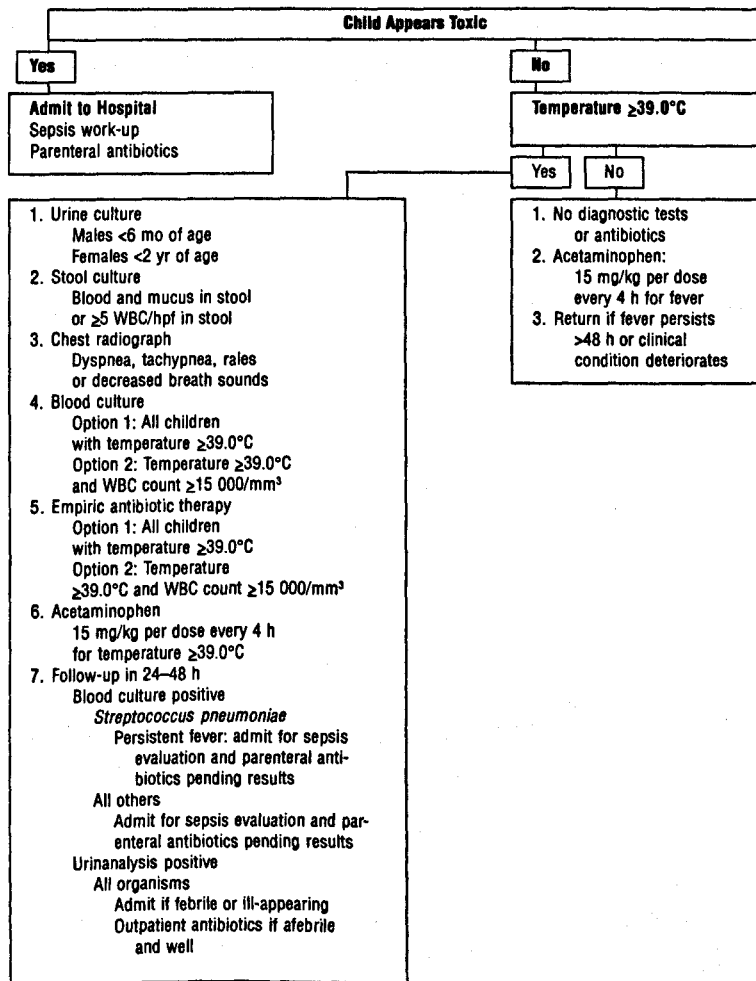 Child Appears Toxic
Yes
No
Admit to Hospital
Sepsis work-up
Parenteral antibiotics
Temperature ≥39.0°C
Yes
No
1. Urine culture
Males <6 mo of age
Females <2 yr of age
2. Stool culture
Blood and mucus in stool
or ≥5 WBC/hpf in stool
3. Chest radiograph
Dyspnea, tachypnea, rales
or decreased breath sounds
4. Blood culture
Option 1: All children
with temperature ≥39.0°C
Option 2: Temperature ≥39.0°C
and WBC count ≥15 000/mm³
5. Empiric antibiotic therapy
Option 1: All children
with temperature ≥39.0°C
Option 2: Temperature
≥39.0°C and WBC count ≥15 000/mm³
6. Acetaminophen
15 mg/kg per dose every 4 h
for temperature ≥39.0°C
7. Follow-up in 24–48 h
Blood culture positive
Streptococcus pneumoniae
Persistent fever: admit for sepsis
evaluation and parenteral anti-
biotics pending results
All others
Admit for sepsis evaluation and par-
enteral antibiotics pending results
Urinanalysis positive
All organisms
Admit if febrile or ill-appearing
Outpatient antibiotics if afebrile
and well
1. No diagnostic tests
or antibiotics
2. Acetaminophen:
15 mg/kg per dose
every 4 h for fever
3. Return if fever persists
>48 h or clinical
condition deteriorates